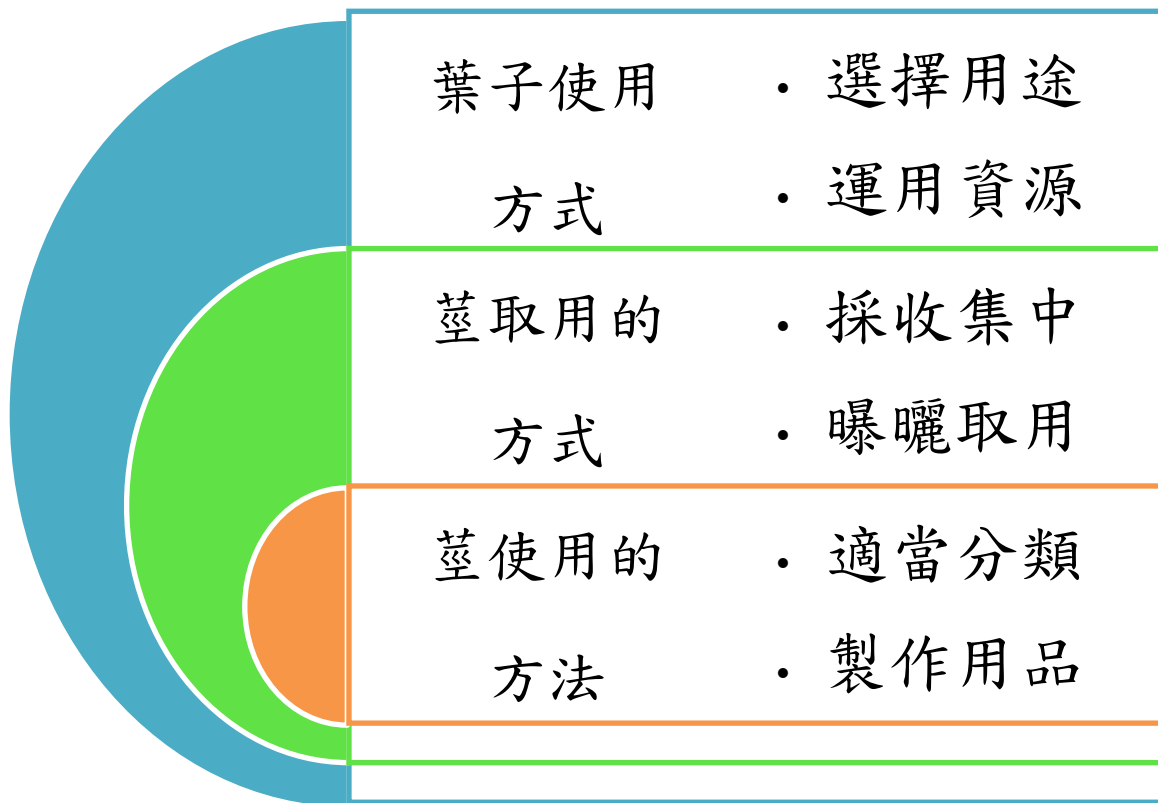 葉子使用
方式
• 選擇用途
• 運用資源
莖取用的
方式
• 採收集中
• 曝曬取用
莖使用的
方法
• 適當分類
• 製作用品